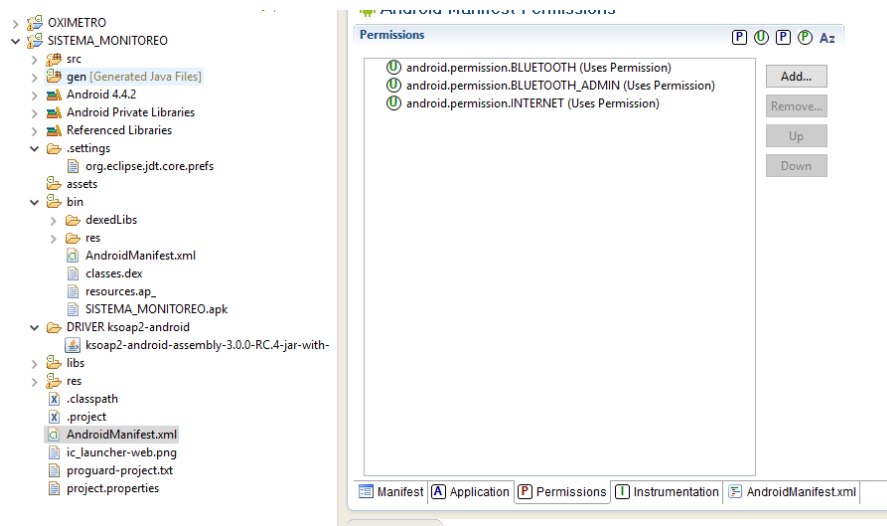 OXIMETRO
SISTEMA_MONITOREO
src
gen [Generated Java Files]
Android 4.4.2
Android Private Libraries
Referenced Libraries
.settings
org.eclipse.jdt.core.prefs
assets
bin
dexedLibs
res
AndroidManifest.xml
classes.dex
resources.ap_
SISTEMA_MONITOREO.apk
DRIVER ksoap2-android
ksoap2-android-assembly-3.0.0-RC.4-jar-with-
libs
res
.classpath
.project
AndroidManifest.xml
ic_launcher-web.png
proguard-project.txt
project.properties
Android Manifest Permissions
Permissions
P U P P Az
U android.permission.BLUETOOTH (Uses Permission)
U android.permission.BLUETOOTH_ADMIN (Uses Permission)
U android.permission.INTERNET (Uses Permission)
Add...
Remove...
Up
Down
Manifest A Application P Permissions I Instrumentation AndroidManifest.xml